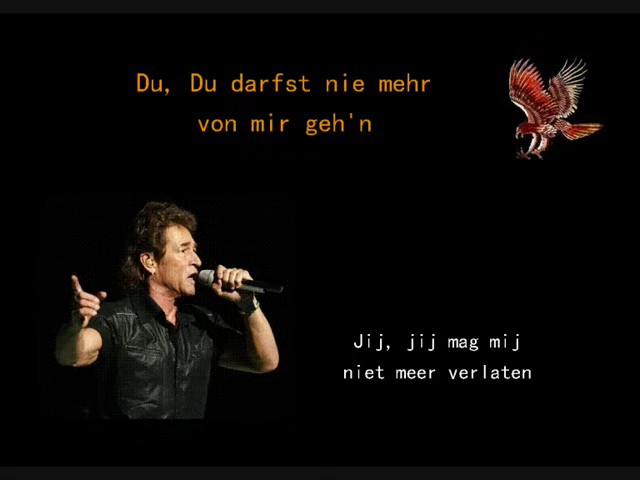 Du, Du darfst nie mehr
von mir geh'n
Jij, jij mag mij
niet meer verlaten